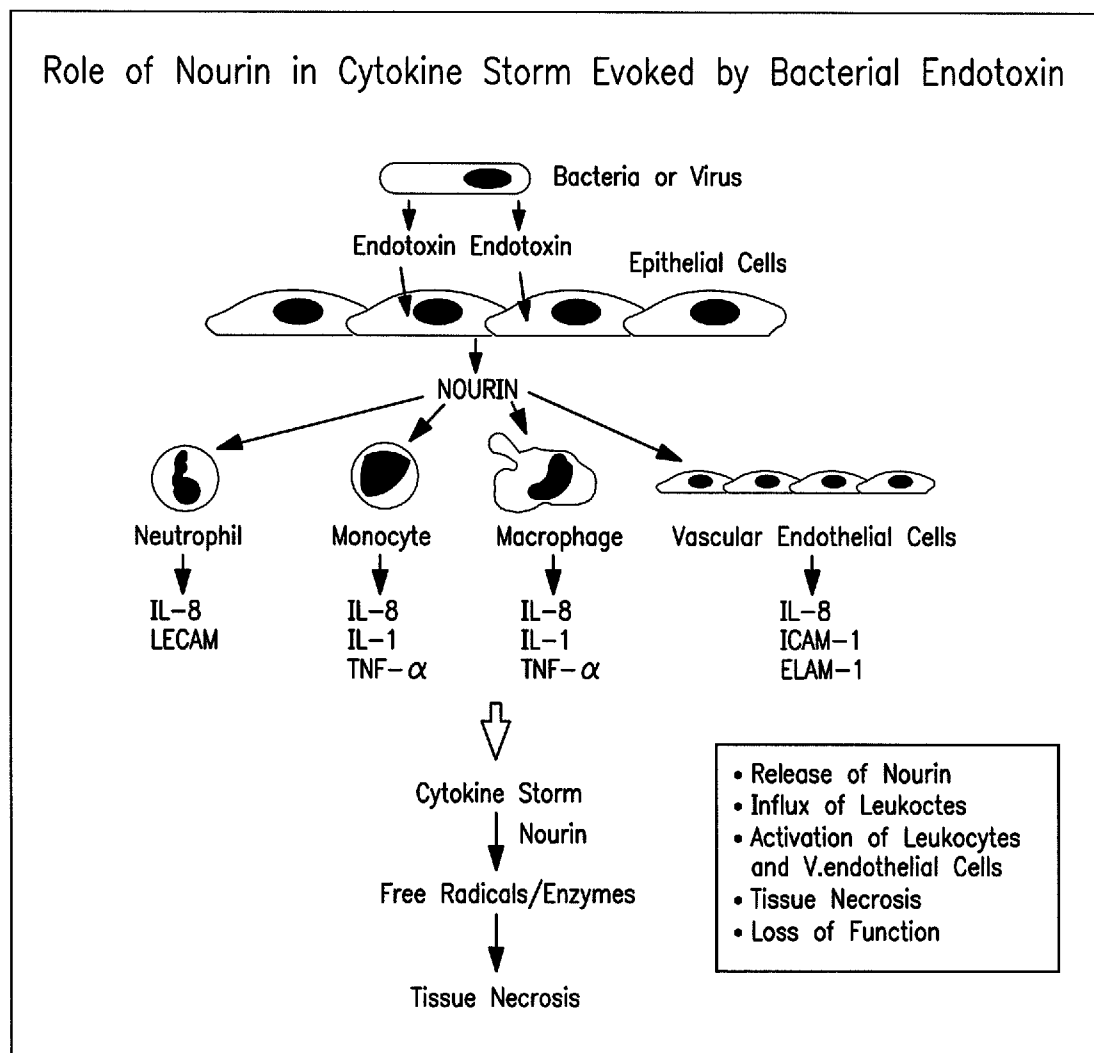 Role of Nourin in Cytokine Storm Evoked by Bacterial Endotoxin
Bacteria or Virus
Endotoxin Endotoxin
Epithelial Cells
NOURIN
Neutrophil
Monocyte
Macrophage
Vascular Endothelial Cells
IL-8
LECAM
IL-8
IL-1
TNF-α
IL-8
IL-1
TNF-α
IL-8
ICAM-1
ELAM-1
Cytokine Storm
Nourin
Free Radicals/Enzymes
Tissue Necrosis
• Release of Nourin
• Influx of Leukoctes
• Activation of Leukocytes
and V.endothelial Cells
• Tissue Necrosis
• Loss of Function